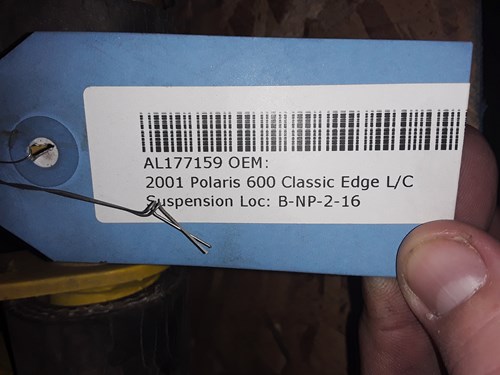 AL177159 OEM:
2001 Polaris 600 Classic Edge L/C
Suspension Loc: B-NP-2-16